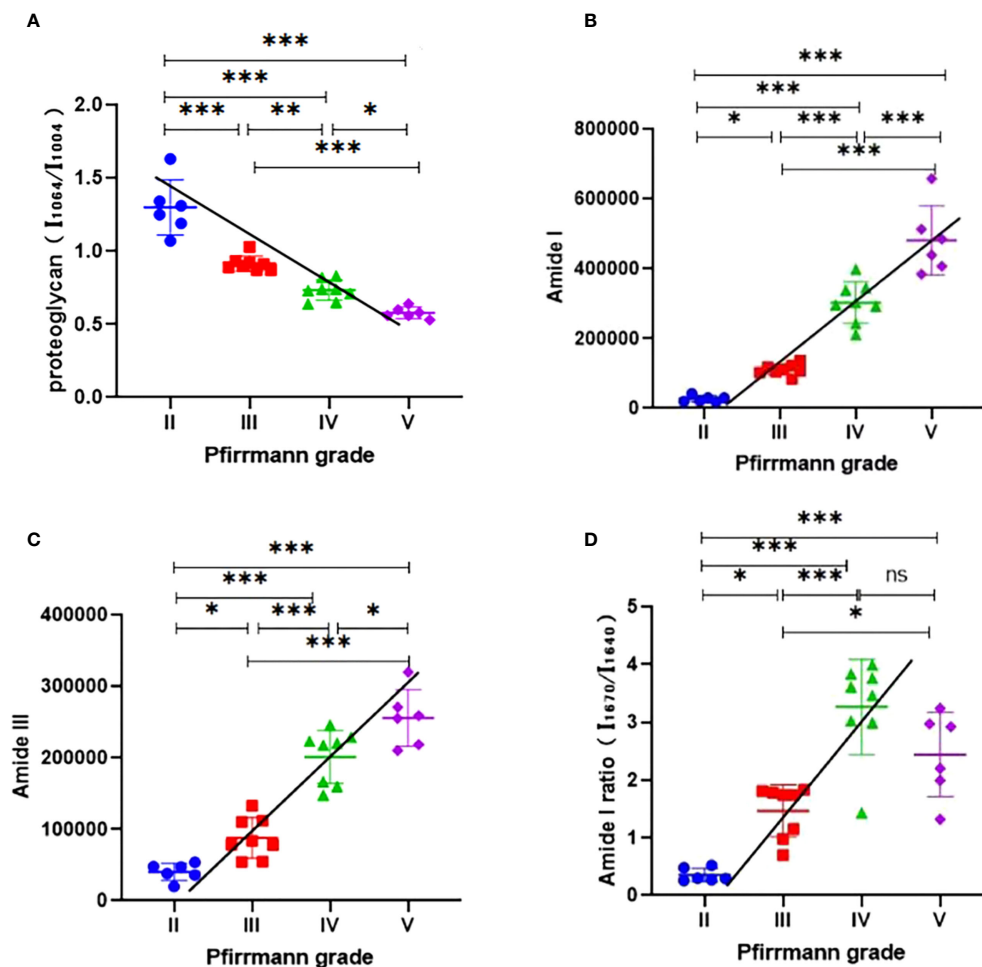 A
***
***
*** ** *
***
2.0
1.5
1.0
0.5
0.0
proteoglycan ( I₁₀₆₄/I₁₀₀₄ )
II III IV V
Pfirrmann grade
B
***
***
* *** ***
***
800000
600000
400000
200000
0
Amide I
II III IV V
Pfirrmann grade
C
***
***
* *** *
***
400000
300000
200000
100000
0
Amide III
II III IV V
Pfirrmann grade
D
***
***
* *** ns
*
5
4
3
2
1
0
Amide I ratio ( I₁₆₇₀/I₁₆₄₀ )
II III IV V
Pfirrmann grade